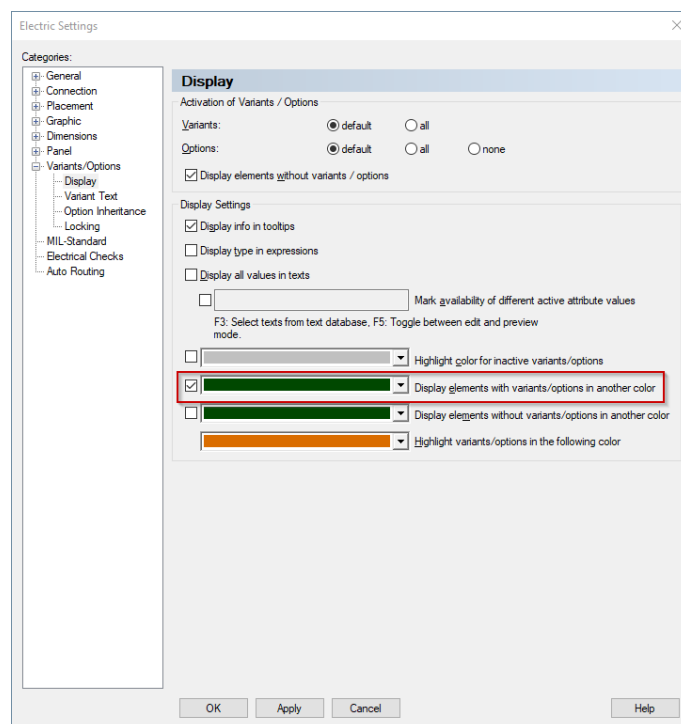 Electric Settings
Categories:
General
Connection
Placement
Graphic
Dimensions
Panel
Variants/Options
Display
Variant Text
Option Inheritance
Locking
MIL-Standard
Electrical Checks
Auto Routing
Display
Activation of Variants / Options
Variants: default all
Options: default all none
Display elements without variants / options
Display Settings
Display info in tooltips
Display type in expressions
Display all values in texts
Mark availability of different active attribute values
F3: Select texts from text database, F5: Toggle between edit and preview
mode.
Highlight color for inactive variants/options
Display elements with variants/options in another color
Display elements without variants/options in another color
Highlight variants/options in the following color
OK Apply Cancel Help